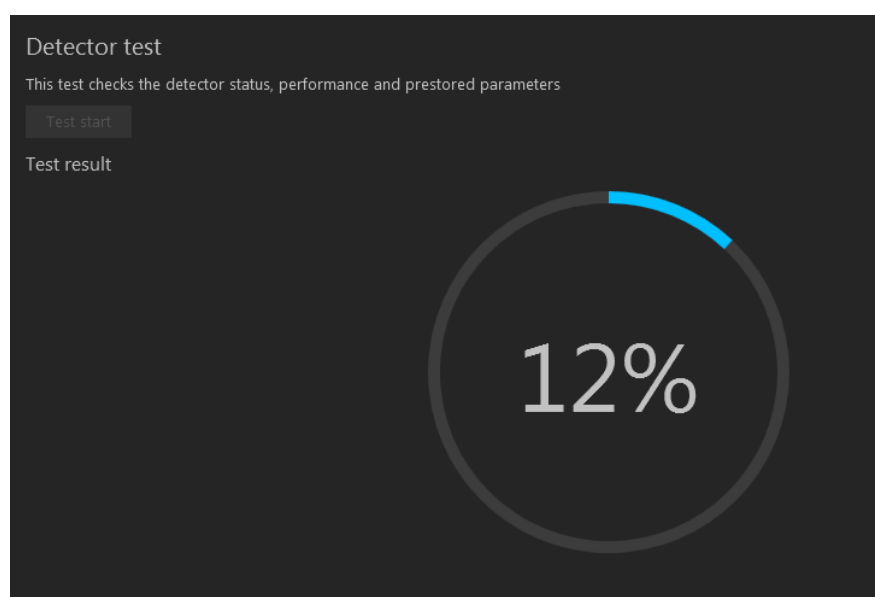 Detector test
This test checks the detector status, performance and prestored parameters
Test start
Test result
12%